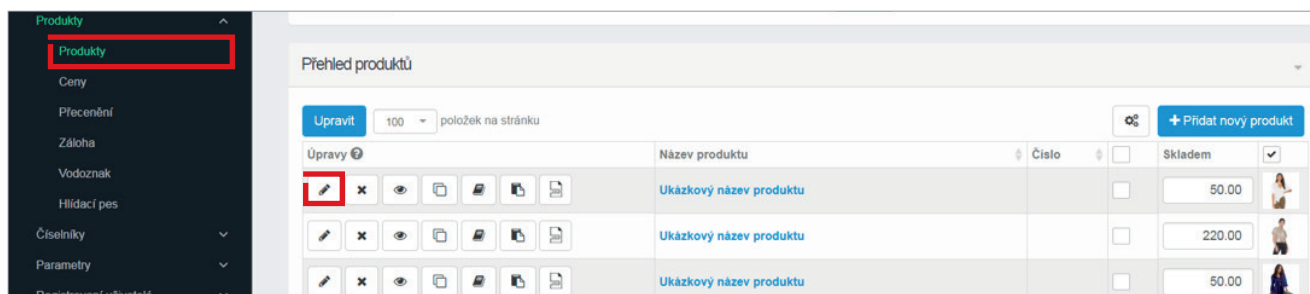 Produkty
Produkty
Ceny
Přecenění
Záloha
Vodoznak
Hlídací pes
Číselníky
Parametry
Registrovaní uživatelé
Přehled produktů
Upravit 100 položek na stránku + Přidat nový produkt
Úpravy Název produktu Číslo Skladem
Ukázkový název produktu 50.00
Ukázkový název produktu 220.00
Ukázkový název produktu 50.00